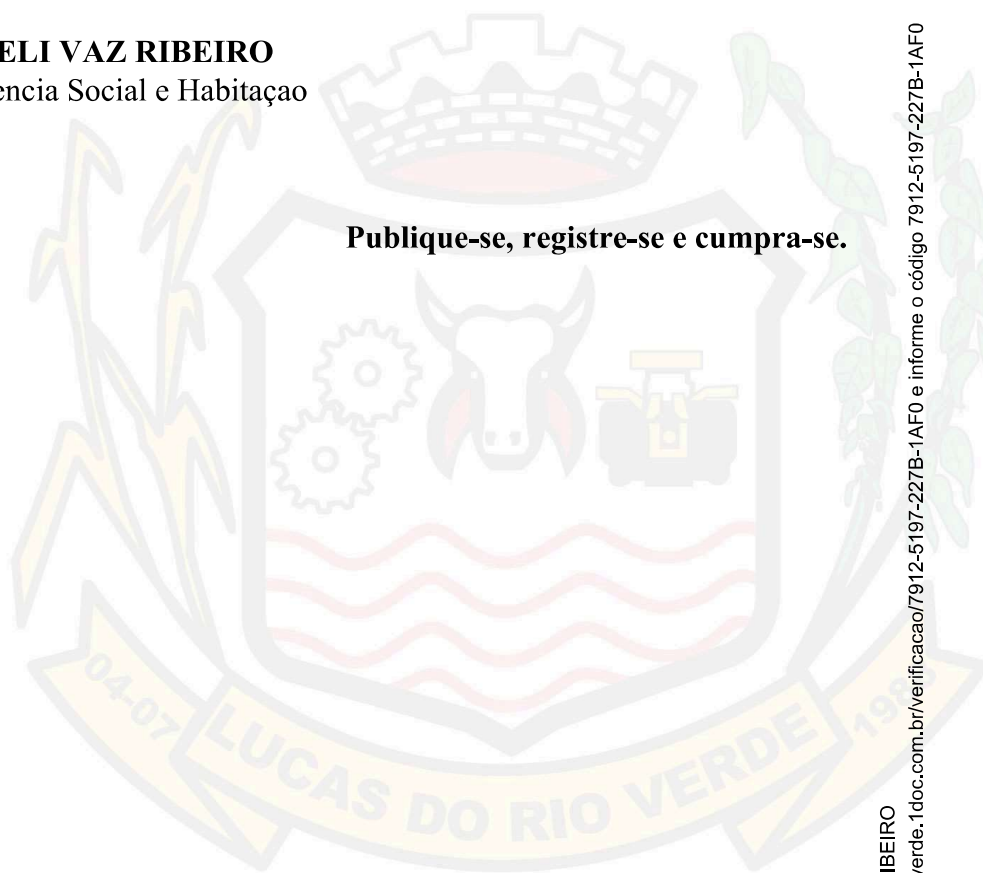 ELI VAZ RIBEIRO
encia Social e Habitaçao
Publique-se, registre-se e cumpra-se.
04-07 LUCAS DO RIO VERDE 1988
IBEIRO
verde.1doc.com.br/verificacao/7912-5197-227B-1AF0 e informe o código 7912-5197-227B-1AF0